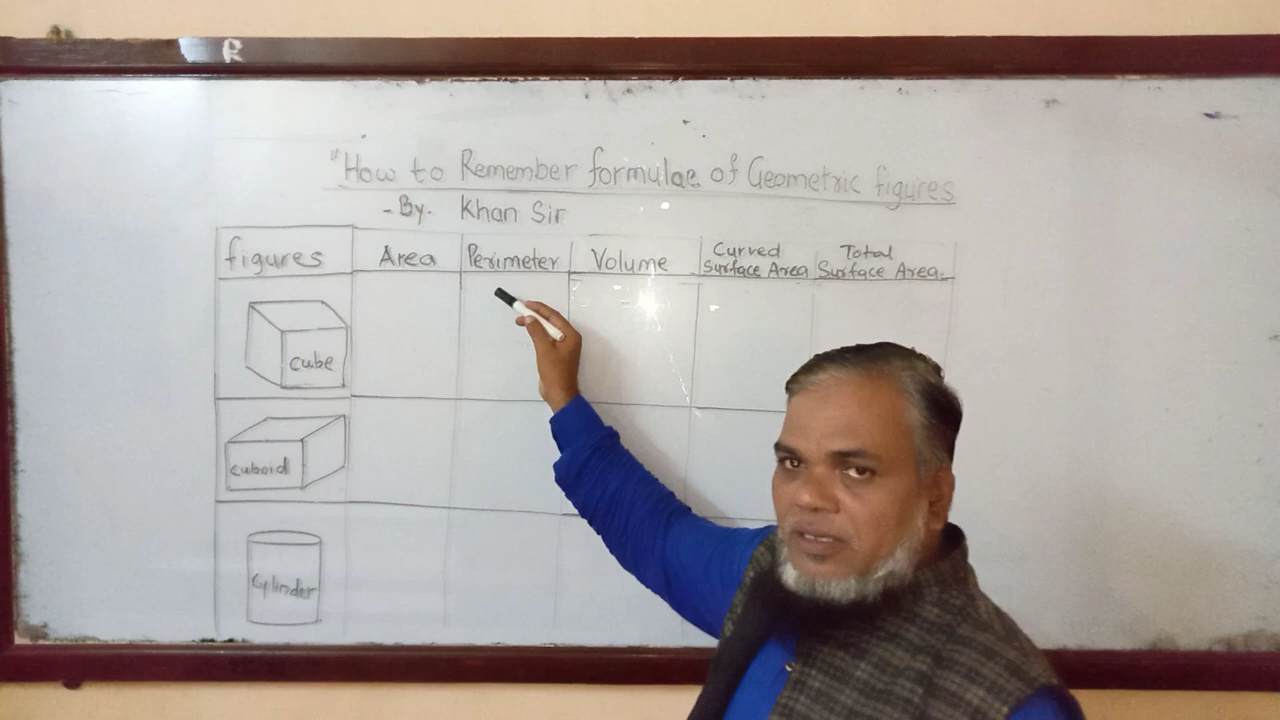 R
"How to Remember formulae of Geometric figures
- By. Khan Sir
figures Area Perimeter Volume Curved Surface Area Total Surface Area.
cube
cuboid
Cylinder